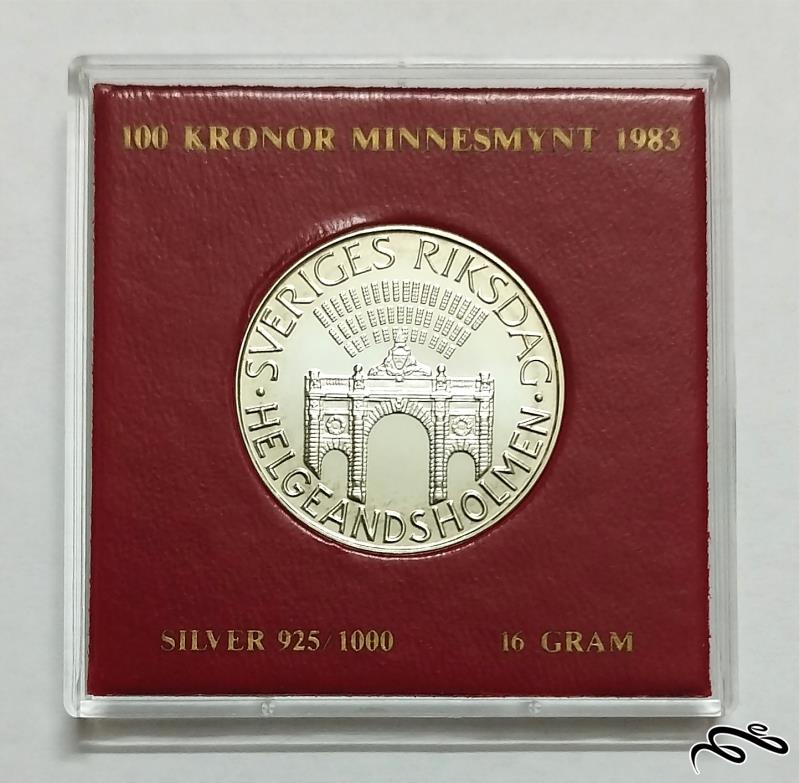 100 KRONOR MINNESMYNT 1983
· SVERIGES RIKSDAG ·
HELGEANDSHOLMEN
SILVER 925/1000 16 GRAM